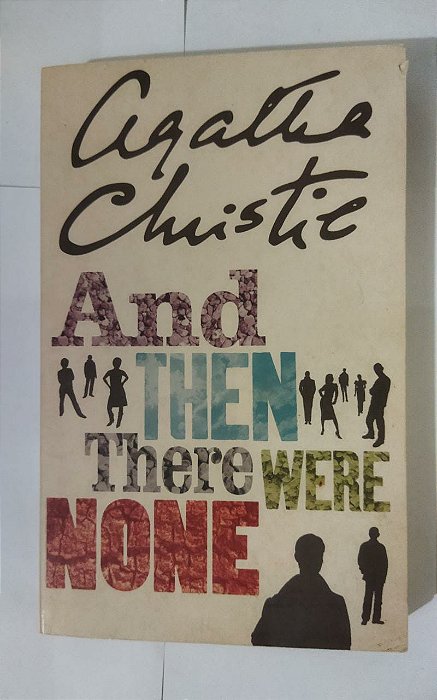 Agatha
Christie
And
THEN
There WERE
NONE